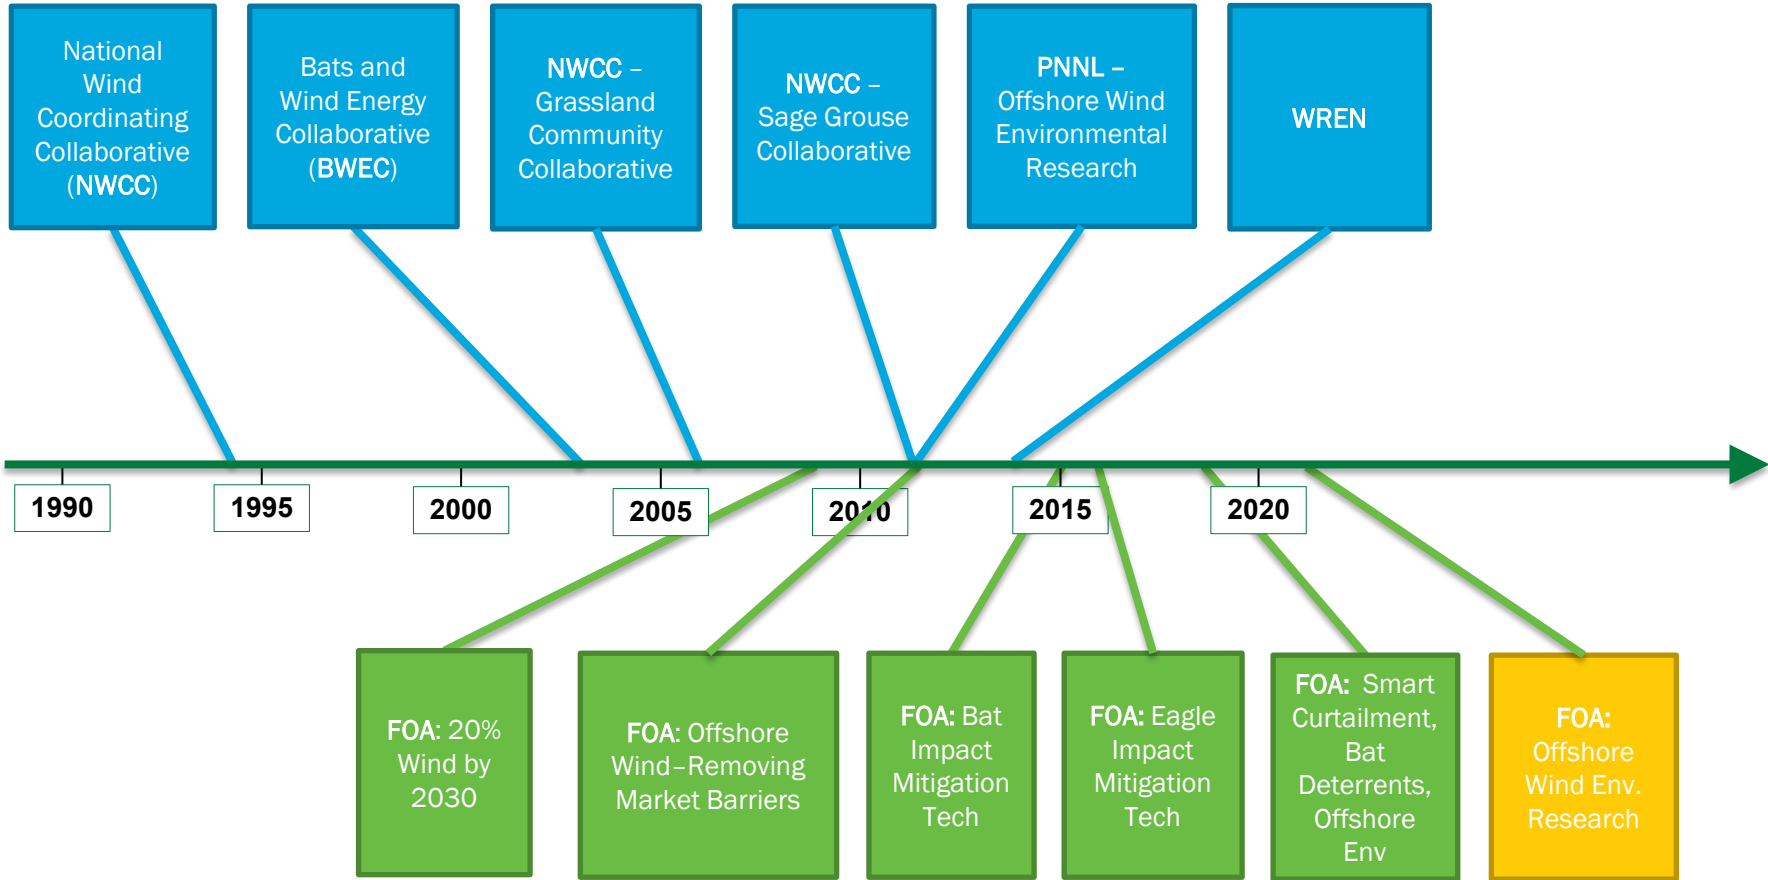 National
Wind
Coordinating
Collaborative
(NWCC)
Bats and
Wind Energy
Collaborative
(BWEC)
NWCC –
Grassland
Community
Collaborative
NWCC –
Sage Grouse
Collaborative
PNNL –
Offshore Wind
Environmental
Research
WREN
1990
1995
2000
2005
2010
2015
2020
FOA: 20%
Wind by
2030
FOA: Offshore
Wind–Removing
Market Barriers
FOA: Bat
Impact
Mitigation
Tech
FOA: Eagle
Impact
Mitigation
Tech
FOA: Smart
Curtailment,
Bat
Deterrents,
Offshore
Env
FOA:
Offshore
Wind Env.
Research